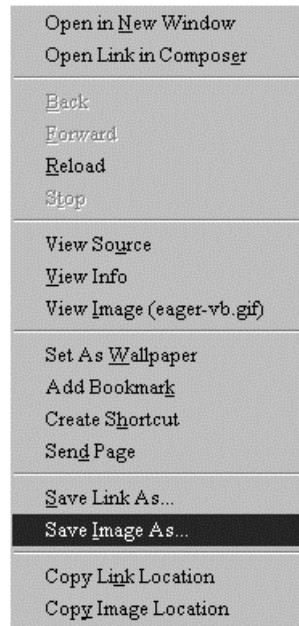 Open in New Window
Open Link in Composer
Back
Forward
Reload
Stop
View Source
View Info
View Image (eager-vb.gif)
Set As Wallpaper
Add Bookmark
Create Shortcut
Send Page
Save Link As...
Save Image As...
Copy Link Location
Copy Image Location